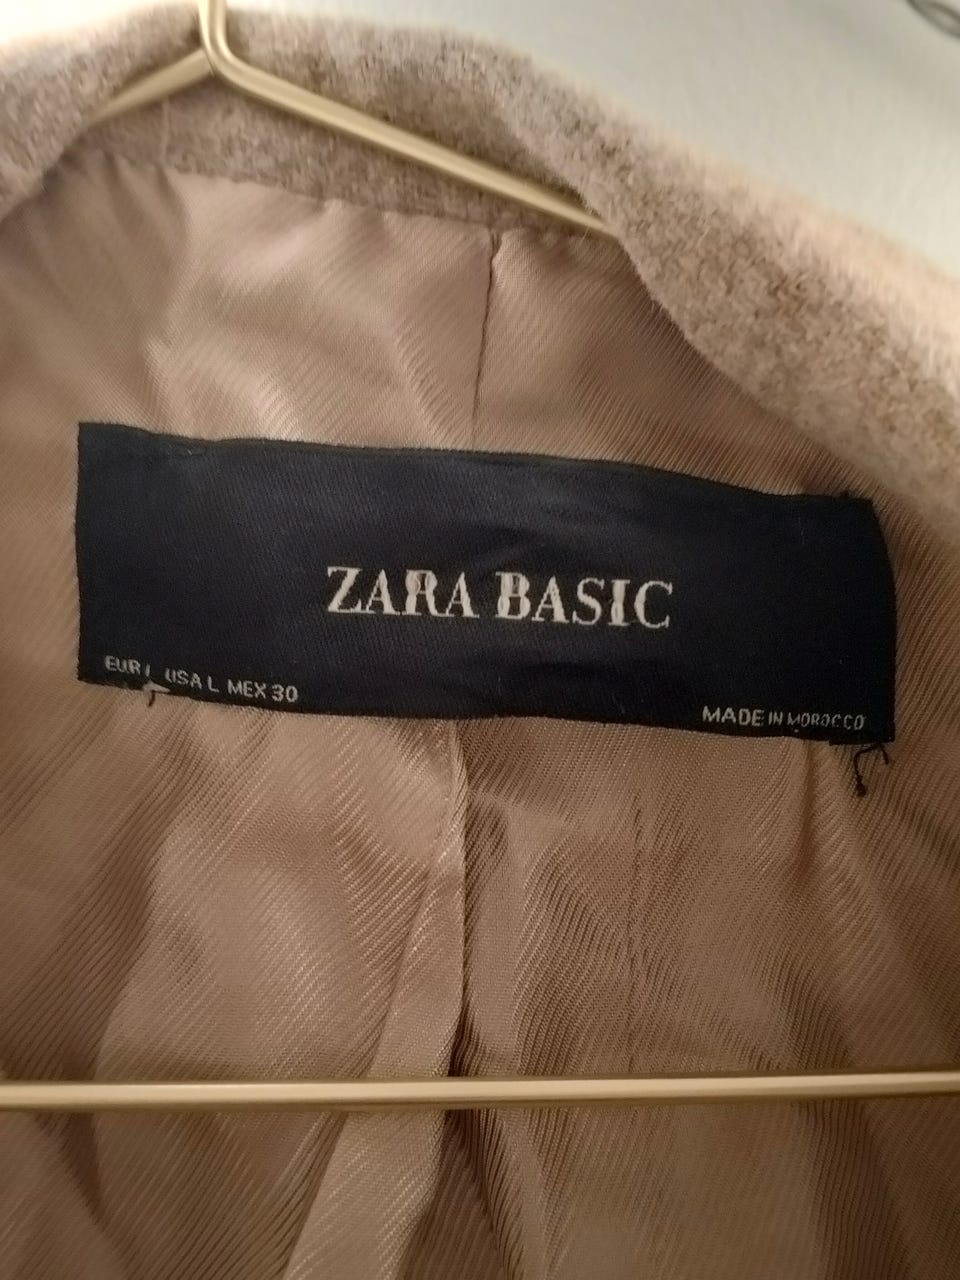 ZARA BASIC
EUR L USA L MEX 30
MADE IN MOROCCO